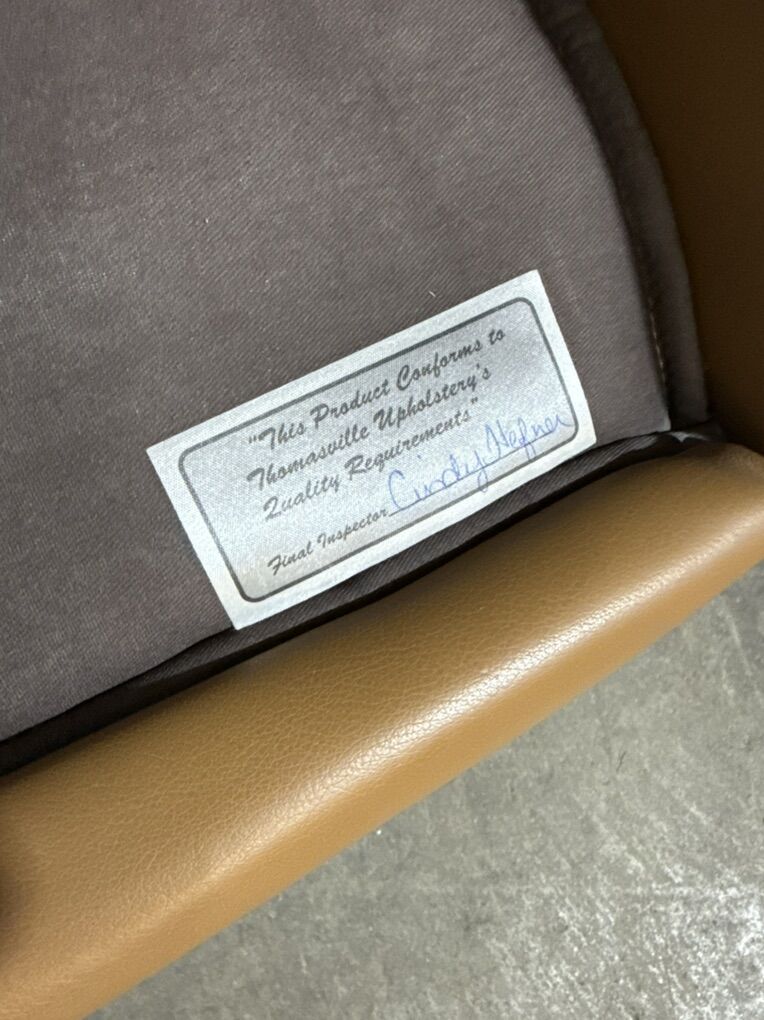 "This Product Conforms to
Thomasville Upholstery's
Quality Requirements"
Final Inspector Cindy Hefner